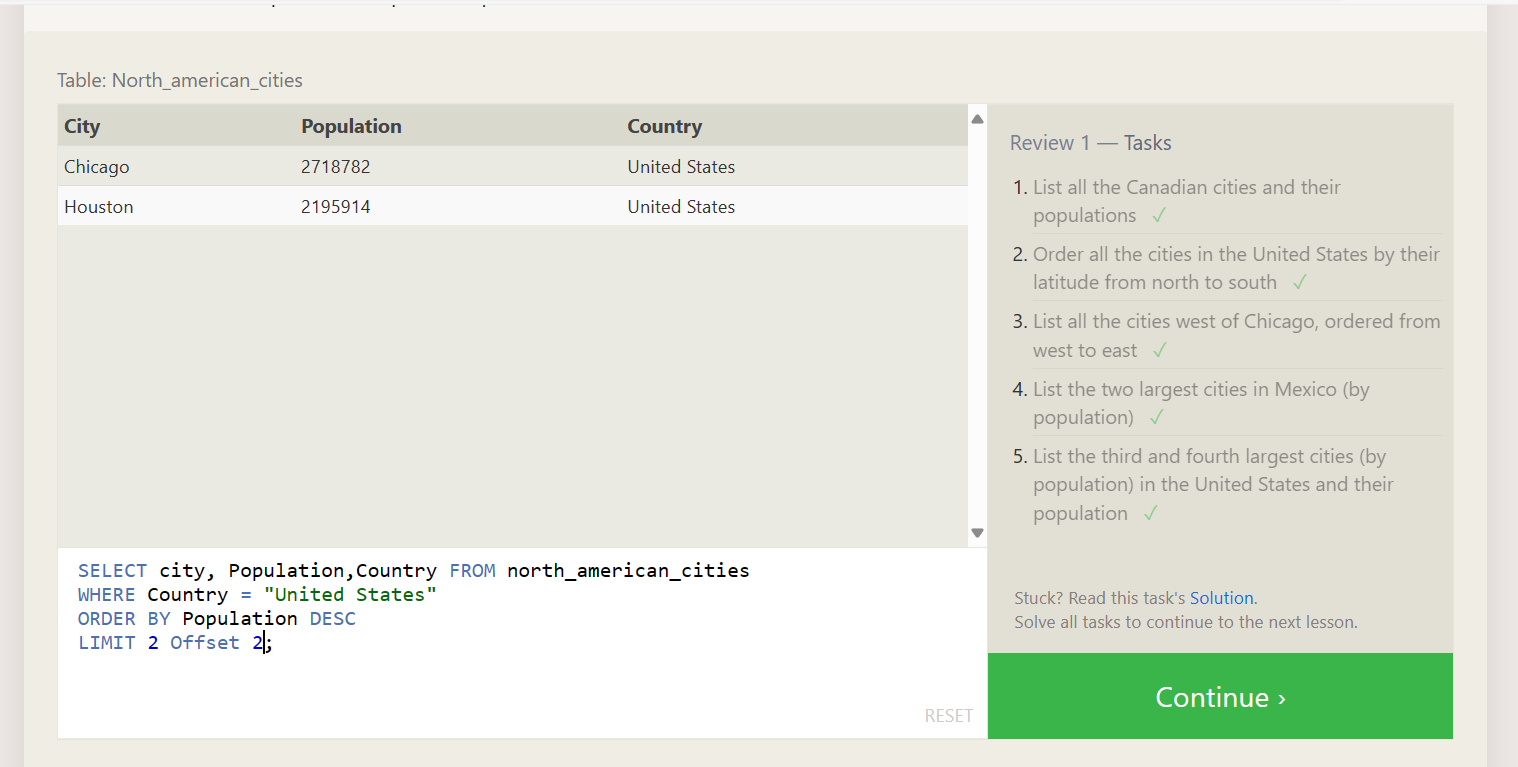 Table: North_american_cities
City Population Country
Chicago 2718782 United States
Houston 2195914 United States
Review 1 — Tasks
1. List all the Canadian cities and their
populations ✓
2. Order all the cities in the United States by their
latitude from north to south ✓
3. List all the cities west of Chicago, ordered from
west to east ✓
4. List the two largest cities in Mexico (by
population) ✓
5. List the third and fourth largest cities (by
population) in the United States and their
population ✓
SELECT city, Population,Country FROM north_american_cities
WHERE Country = "United States"
ORDER BY Population DESC
LIMIT 2 Offset 2;
RESET
Stuck? Read this task's Solution.
Solve all tasks to continue to the next lesson.
Continue ›